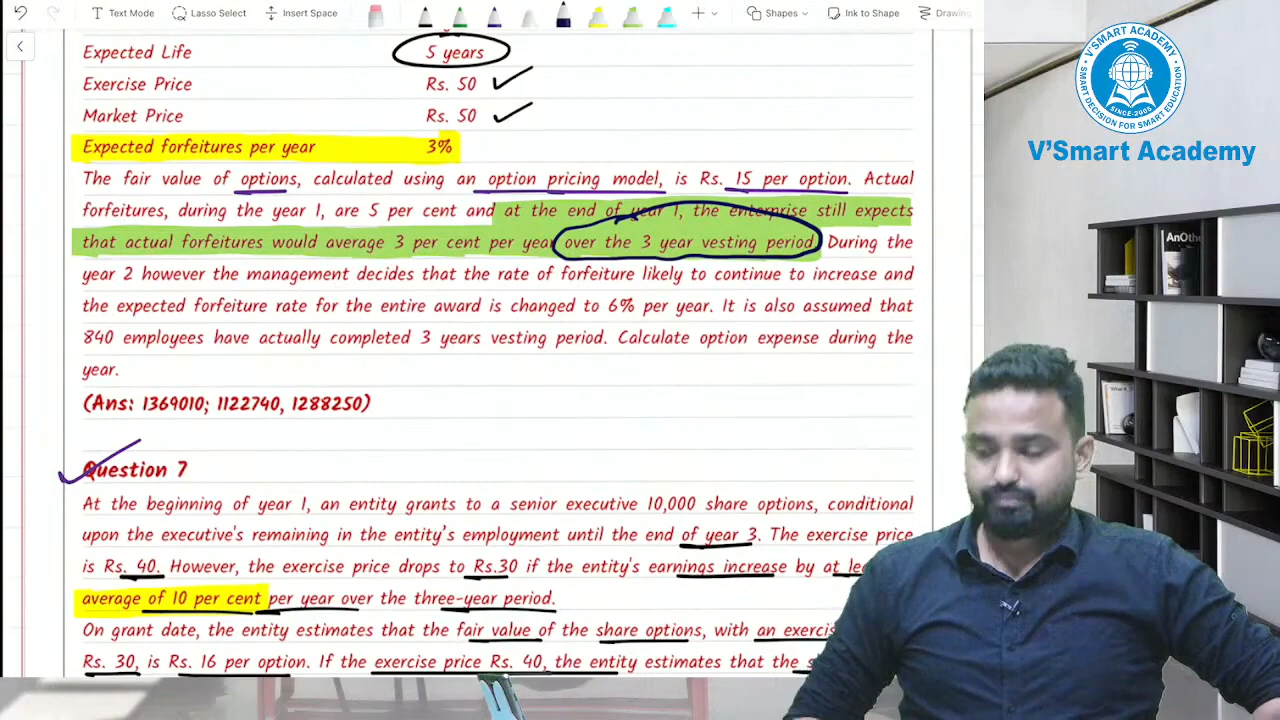 Text Mode Lasso Select Insert Space Shapes Ink to Shape Drawing
Expected Life 5 years
Exercise Price Rs. 50
Market Price Rs. 50
Expected forfeitures per year 3%
The fair value of options, calculated using an option pricing model, is Rs. 15 per option. Actual
forfeitures, during the year 1, are 5 per cent and at the end of year 1, the enterprise still expects
that actual forfeitures would average 3 per cent per year over the 3 year vesting period. During the
year 2 however the management decides that the rate of forfeiture likely to continue to increase and
the expected forfeiture rate for the entire award is changed to 6% per year. It is also assumed that
840 employees have actually completed 3 years vesting period. Calculate option expense during the
year.
(Ans: 1369010; 1122740, 1288250)
Question 7
At the beginning of year 1, an entity grants to a senior executive 10,000 share options, conditional
upon the executive's remaining in the entity's employment until the end of year 3. The exercise price
is Rs. 40. However, the exercise price drops to Rs.30 if the entity's earnings increase by at
average of 10 per cent per year over the three-year period.
On grant date, the entity estimates that the fair value of the share options, with an
Rs. 30, is Rs. 16 per option. If the exercise price Rs. 40, the entity estimates that the
V'SMART ACADEMY
SMART DECISION FOR SMART EDUCATION
SINCE-2005
V'Smart Academy